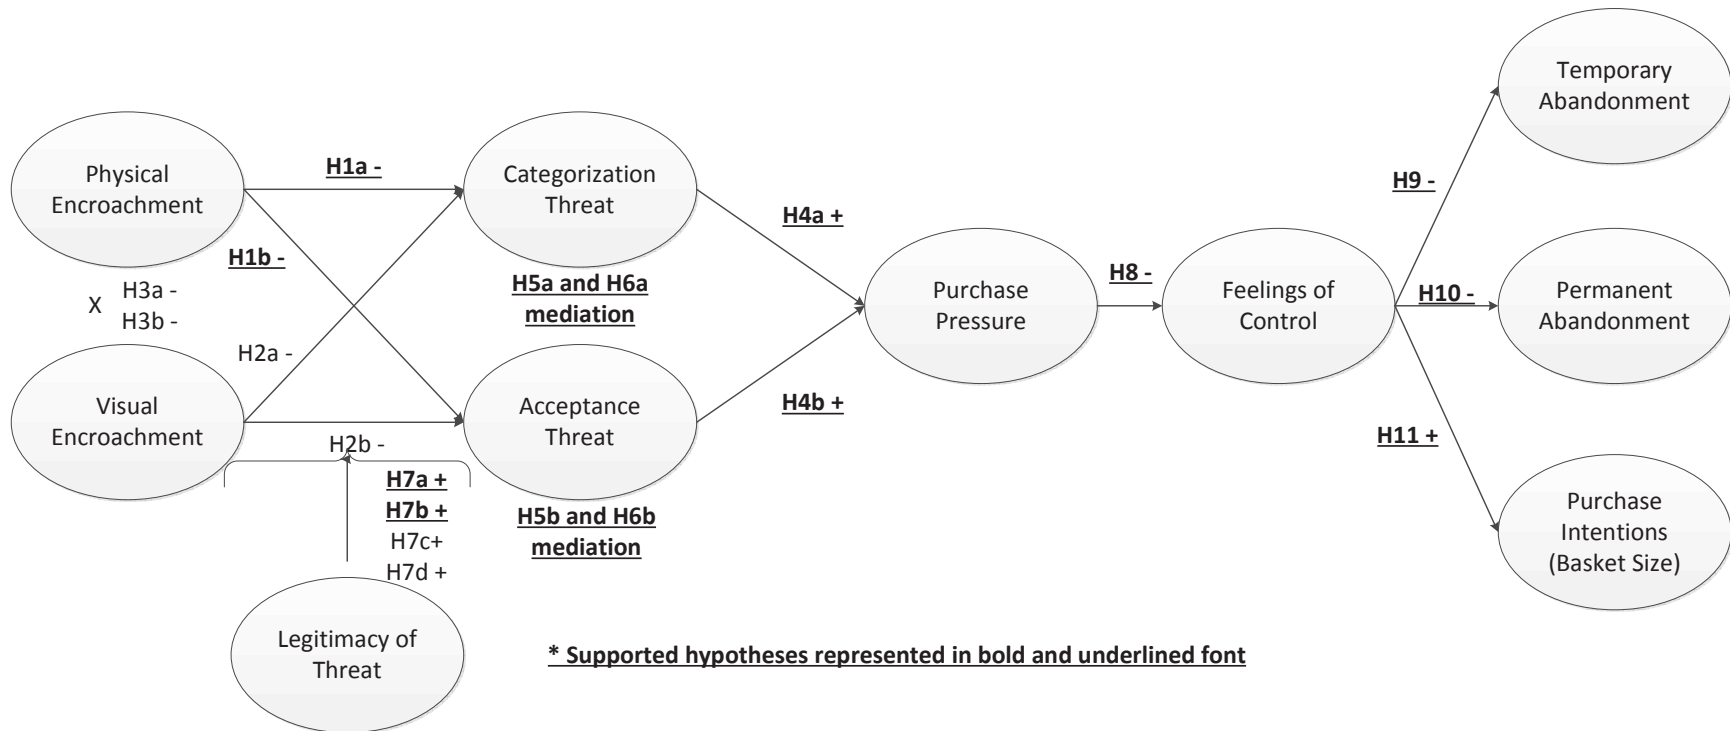 Temporary
Abandonment
Physical
Encroachment
H1a -
Categorization
Threat
H9 -
H4a +
H1b -
X
H3a -
H3b -
H5a and H6a
mediation
Purchase
Pressure
H8 -
Feelings of
Control
H10 -
Permanent
Abandonment
H2a -
Visual
Encroachment
Acceptance
Threat
H4b +
H11 +
H2b -
H7a +
H7b +
H7c+
H7d +
H5b and H6b
mediation
Purchase
Intentions
(Basket Size)
Legitimacy of
Threat
* Supported hypotheses represented in bold and underlined font